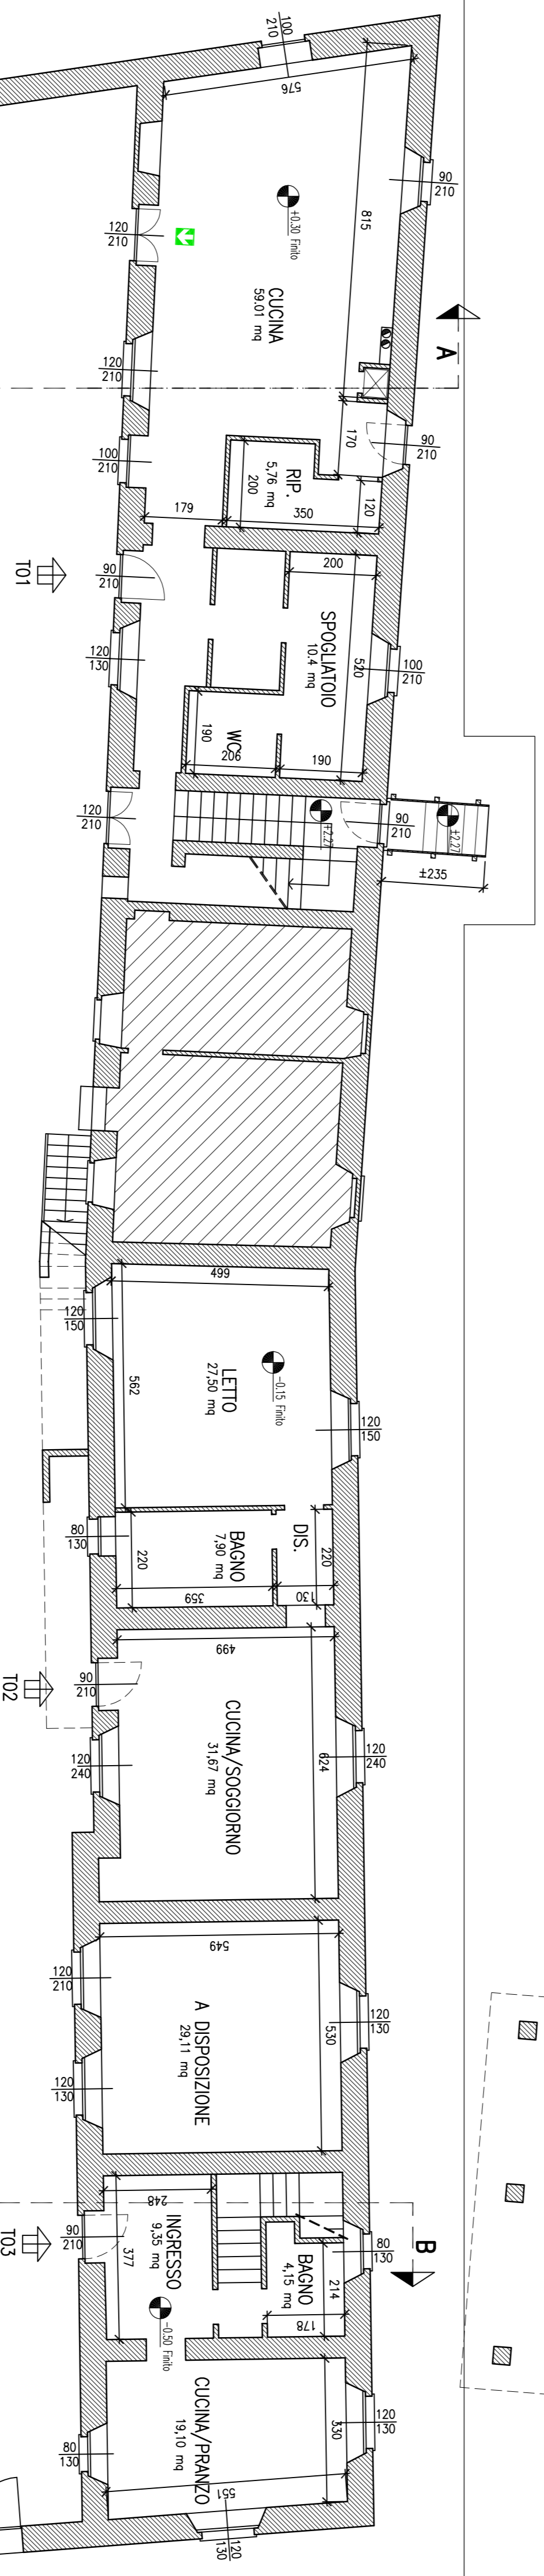 100
210
576
90
210
815
+0.30 Finito
120
210
CUCINA
59.01 mq
A
120
210
90
210
170
100
210
RIP.
5,76 mq
200
350
120
179
T01
90
210
200
SPOGLIATOIO
10.4 mq
520
100
210
120
130
WC
190
206
190
120
210
+2.27
90
210
+2.27
±235
499
120
150
-0.15 Finito
LETTO
27,50 mq
562
120
150
80
130
BAGNO
7,90 mq
DIS.
220
220
359
130
499
T02
90
210
CUCINA/SOGGIORNO
31,67 mq
624
120
240
120
240
549
120
210
A DISPOSIZIONE
29,11 mq
530
120
130
120
130
248
T03
90
210
INGRESSO
9,35 mq
377
BAGNO
4,15 mq
214
178
80
130
B
-0.50 Finito
CUCINA/PRANZO
19,10 mq
330
120
130
80
130
551
120
130